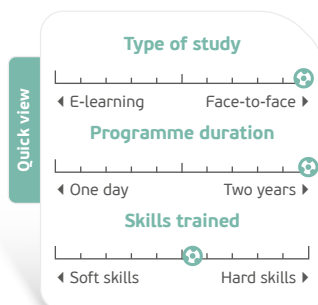 Quick view
Type of study
◂ E-learning Face-to-face ▸
Programme duration
◂ One day Two years ▸
Skills trained
◂ Soft skills Hard skills ▸